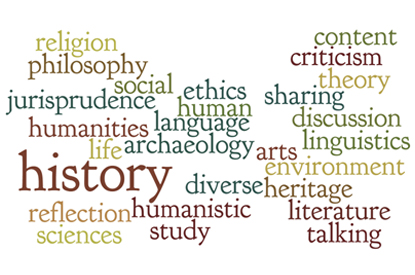 religion content
philosophy criticism
social ethics theory
jurisprudence human sharing
humanities language discussion
life archaeology arts linguistics
history diverse environment
heritage
reflection humanistic literature
sciences study talking